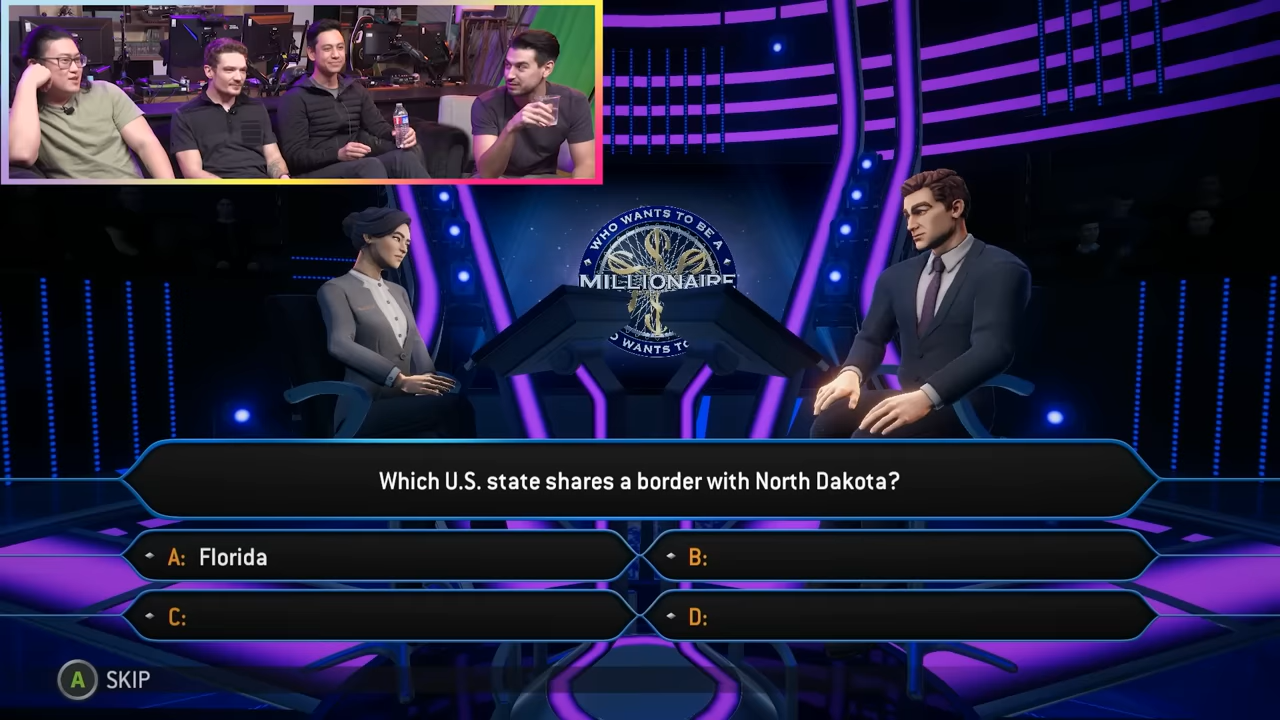 WHO WANTS TO BE A
MILLIONAIRE
O WANTS TO
Which U.S. state shares a border with North Dakota?
A: Florida
B:
C:
D:
A SKIP